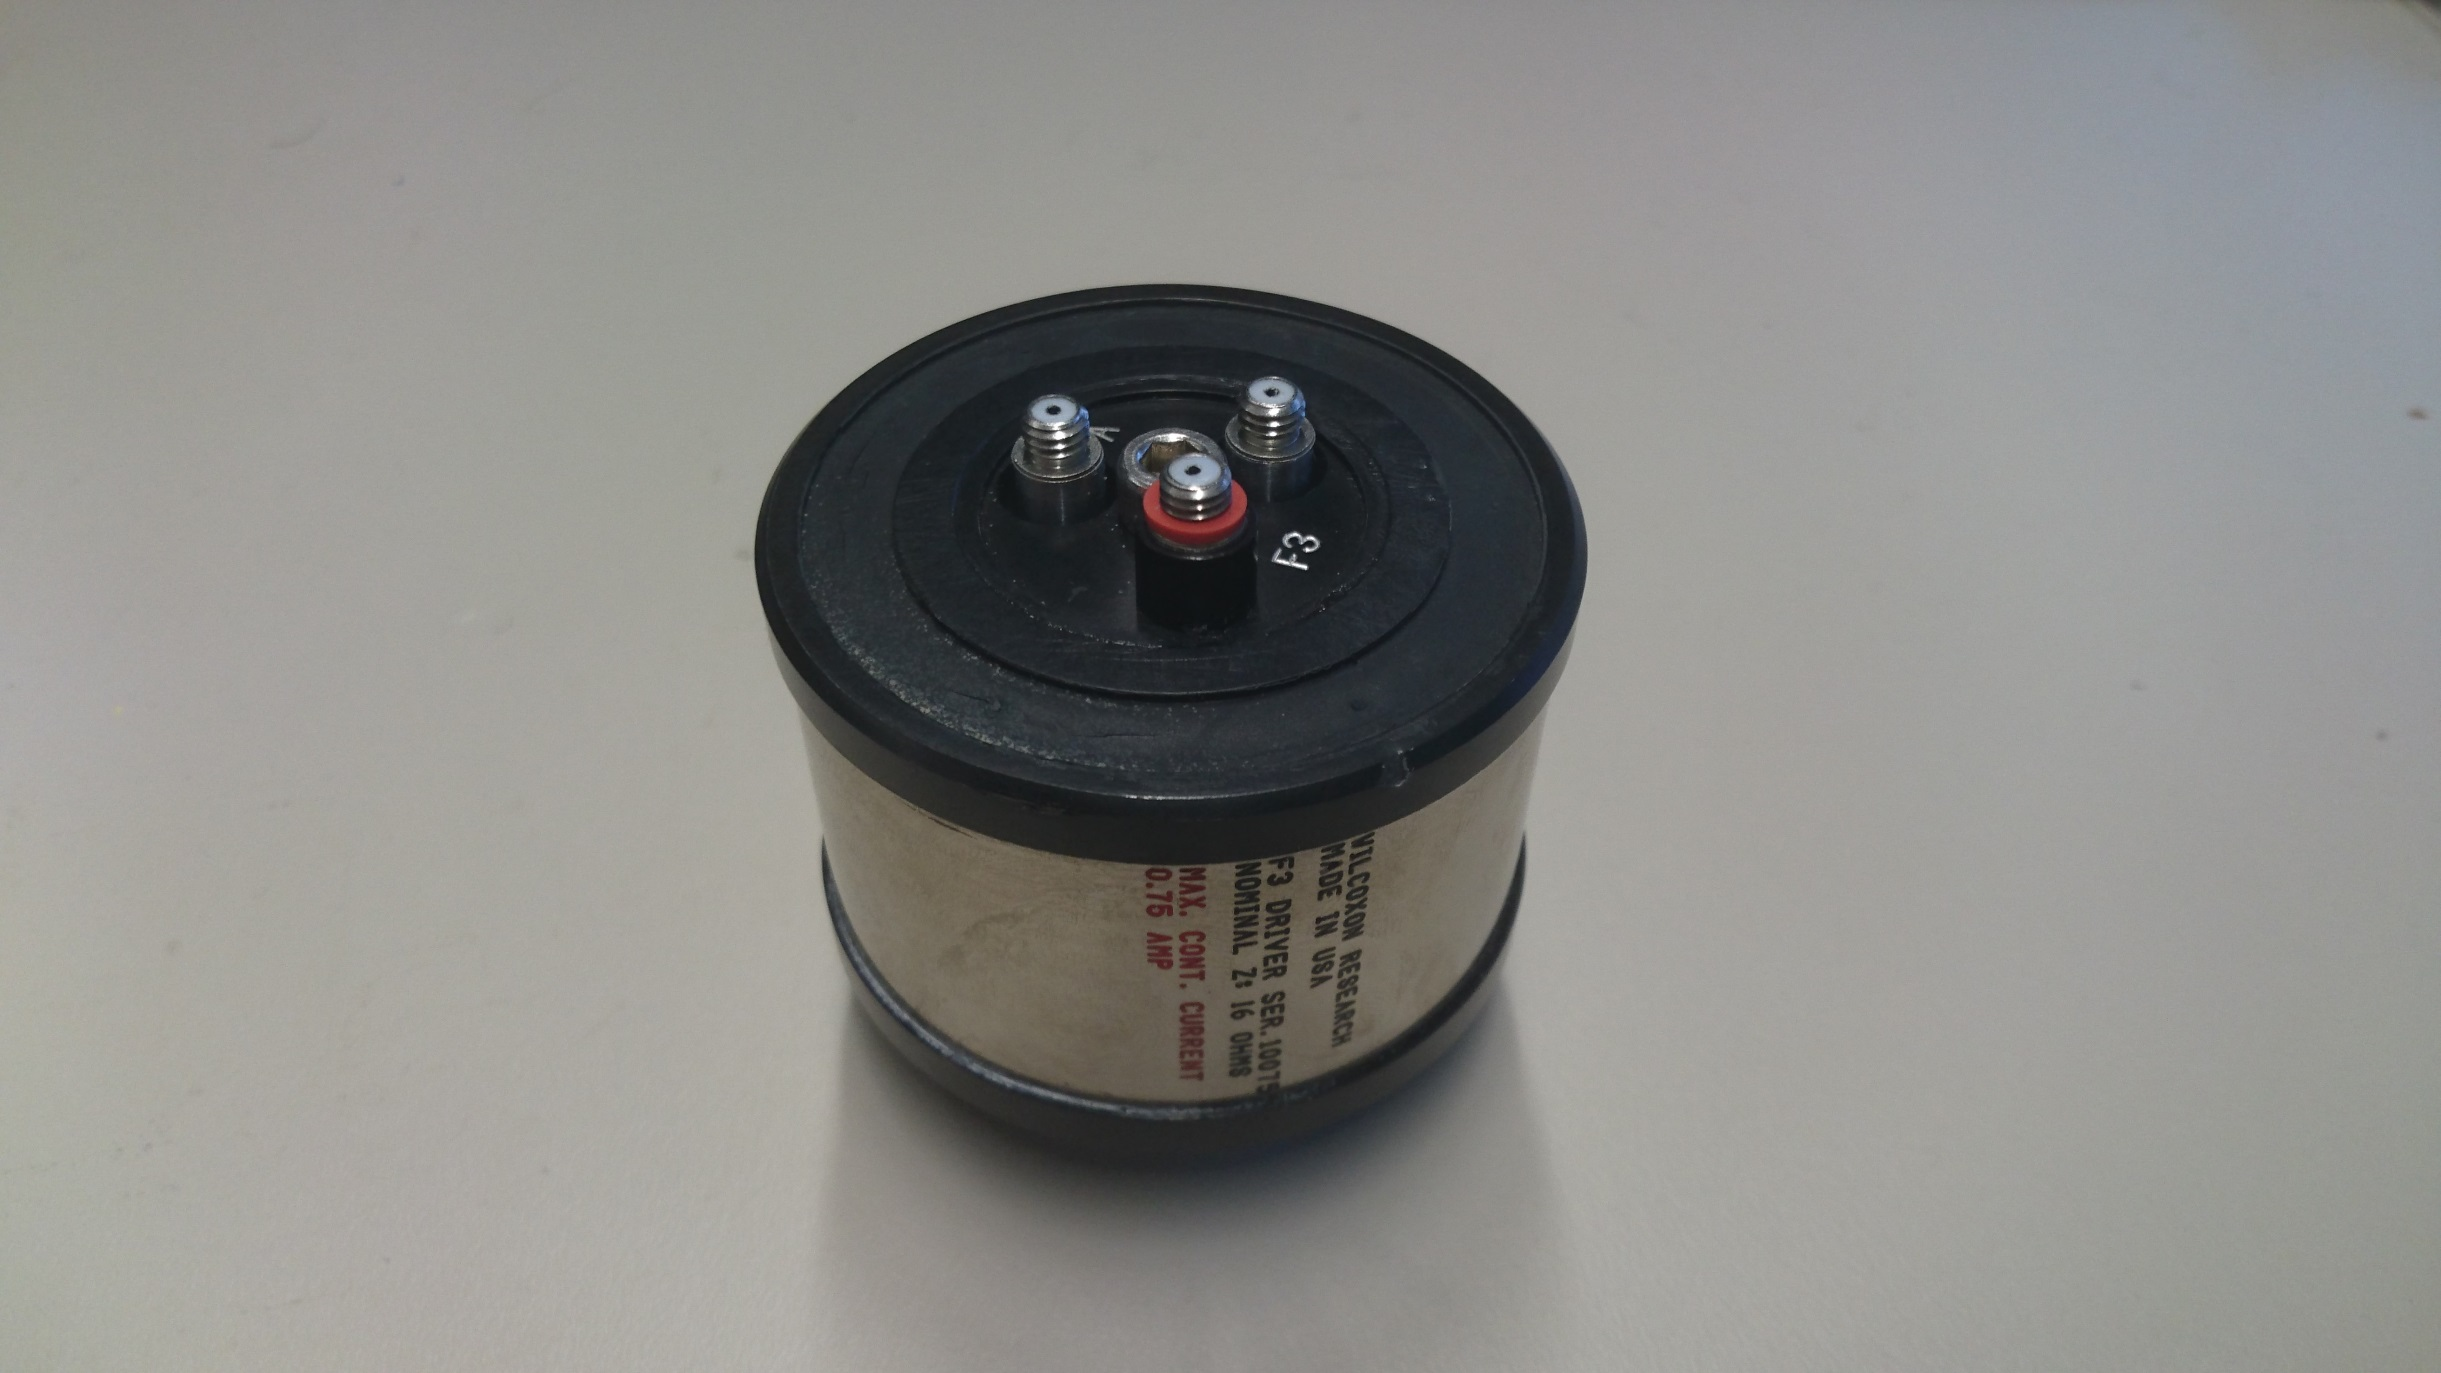 A
F3
WILCOXON RESEARCH
MADE IN USA
F3 DRIVER SER.
NOMINAL Z: 16 OHMS
MAX. CONT. CURRENT
0.75 AMP